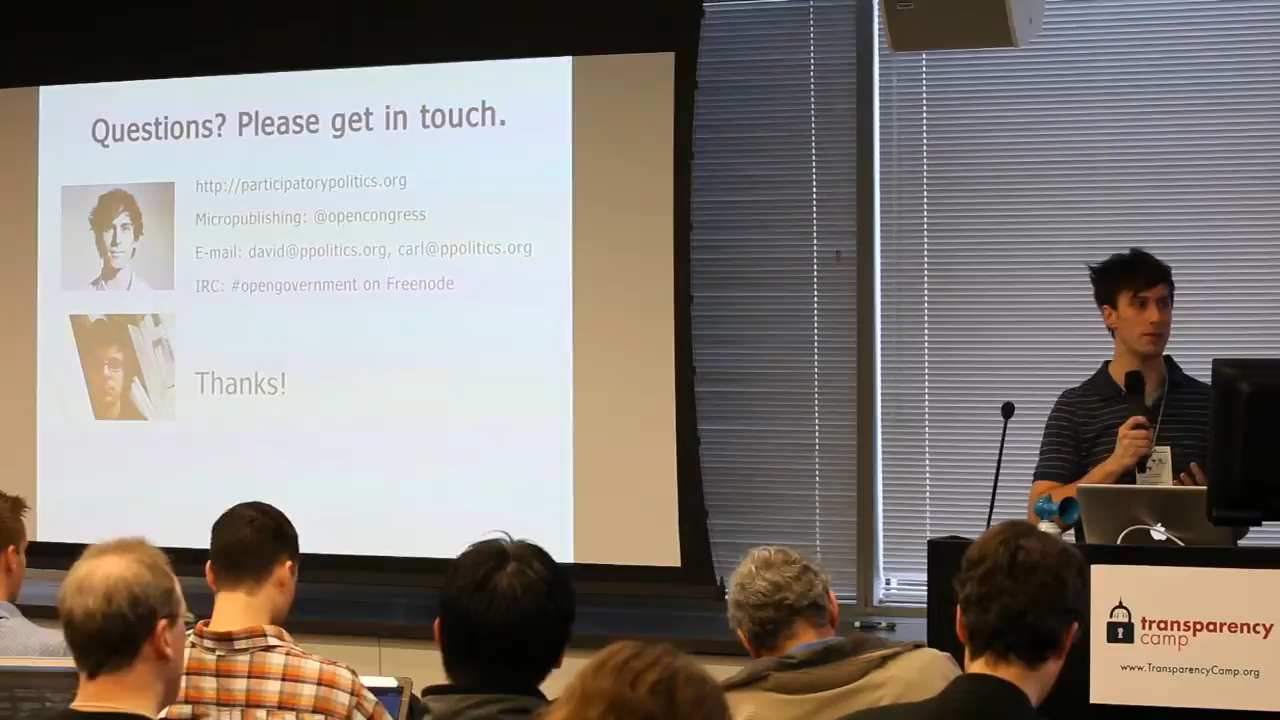 Questions? Please get in touch.
http://participatorypolitics.org
Micropublishing: @opencongress
E-mail: david@ppolitics.org, carl@ppolitics.org
IRC: #opengovernment on Freenode
Thanks!
transparency
camp
www.TransparencyCamp.org